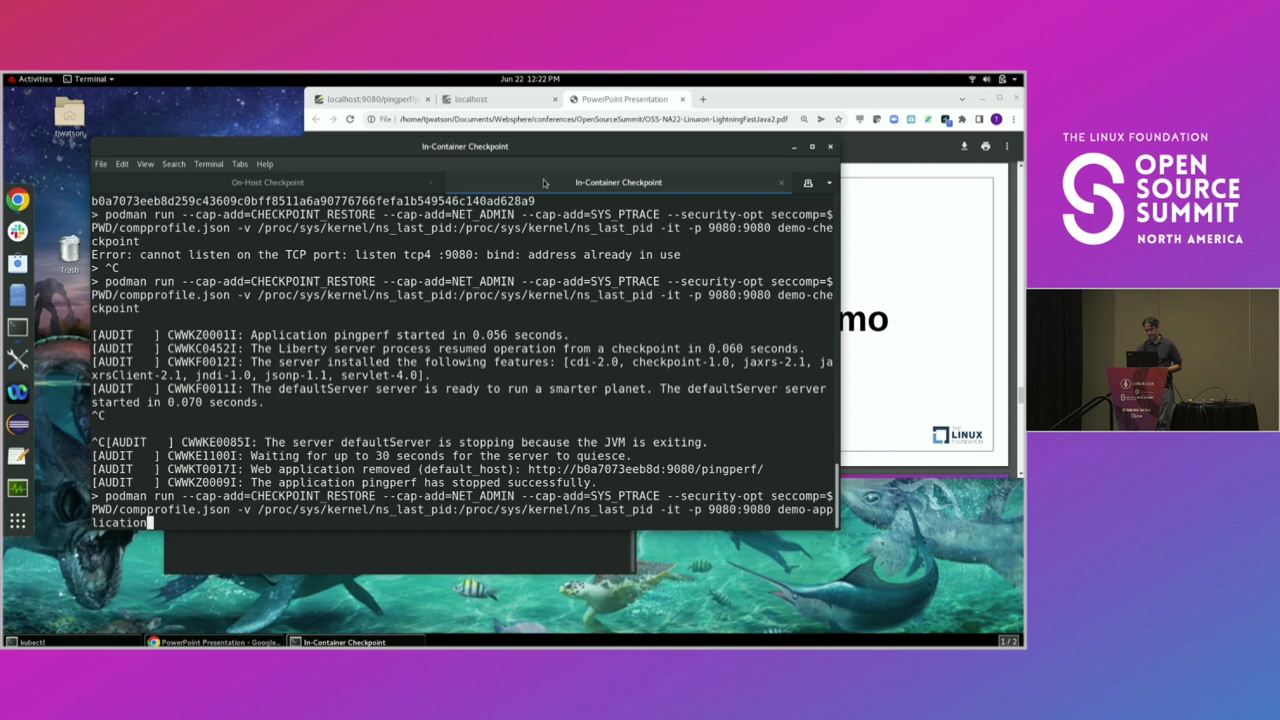 Activities
Terminal
Jun 22 12:22 PM
tjwatson
Trash
localhost:9080/pingperf/p
localhost
PowerPoint Presentation
File
/home/tjwatson/Documents/Websphere/conferences/OpenSourceSummit/OSS-NA22-Linuxon-LightningFastJava2.pdf
In-Container Checkpoint
File Edit View Search Terminal Tabs Help
On-Host Checkpoint
In-Container Checkpoint
b0a7073eeb8d259c43609c0bff8511a6a90776766fefa1b549546c140ad628a9
> podman run --cap-add=CHECKPOINT_RESTORE --cap-add=NET_ADMIN --cap-add=SYS_PTRACE --security-opt seccomp=$
PWD/compprofile.json -v /proc/sys/kernel/ns_last_pid:/proc/sys/kernel/ns_last_pid -it -p 9080:9080 demo-che
ckpoint
Error: cannot listen on the TCP port: listen tcp4 :9080: bind: address already in use
> ^C
> podman run --cap-add=CHECKPOINT_RESTORE --cap-add=NET_ADMIN --cap-add=SYS_PTRACE --security-opt seccomp=$
PWD/compprofile.json -v /proc/sys/kernel/ns_last_pid:/proc/sys/kernel/ns_last_pid -it -p 9080:9080 demo-che
ckpoint
[AUDIT   ] CWWKZ0001I: Application pingperf started in 0.056 seconds.
[AUDIT   ] CWWKC0452I: The Liberty server process resumed operation from a checkpoint in 0.060 seconds.
[AUDIT   ] CWWKF0012I: The server installed the following features: [cdi-2.0, checkpoint-1.0, jaxrs-2.1, ja
xrsClient-2.1, jndi-1.0, jsonp-1.1, servlet-4.0].
[AUDIT   ] CWWKF0011I: The defaultServer server is ready to run a smarter planet. The defaultServer server
started in 0.070 seconds.
^C
^C[AUDIT   ] CWWKE0085I: The server defaultServer is stopping because the JVM is exiting.
[AUDIT   ] CWWKE1100I: Waiting for up to 30 seconds for the server to quiesce.
[AUDIT   ] CWWKT0017I: Web application removed (default_host): http://b0a7073eeb8d:9080/pingperf/
[AUDIT   ] CWWKZ0009I: The application pingperf has stopped successfully.
> podman run --cap-add=CHECKPOINT_RESTORE --cap-add=NET_ADMIN --cap-add=SYS_PTRACE --security-opt seccomp=$
PWD/compprofile.json -v /proc/sys/kernel/ns_last_pid:/proc/sys/kernel/ns_last_pid -it -p 9080:9080 demo-app
lication
mo
THE LINUX FOUNDATION
kubectl
PowerPoint Presentation - Google...
In-Container Checkpoint
1 / 2
THE LINUX FOUNDATION
OPEN
SOURCE
SUMMIT
NORTH AMERICA